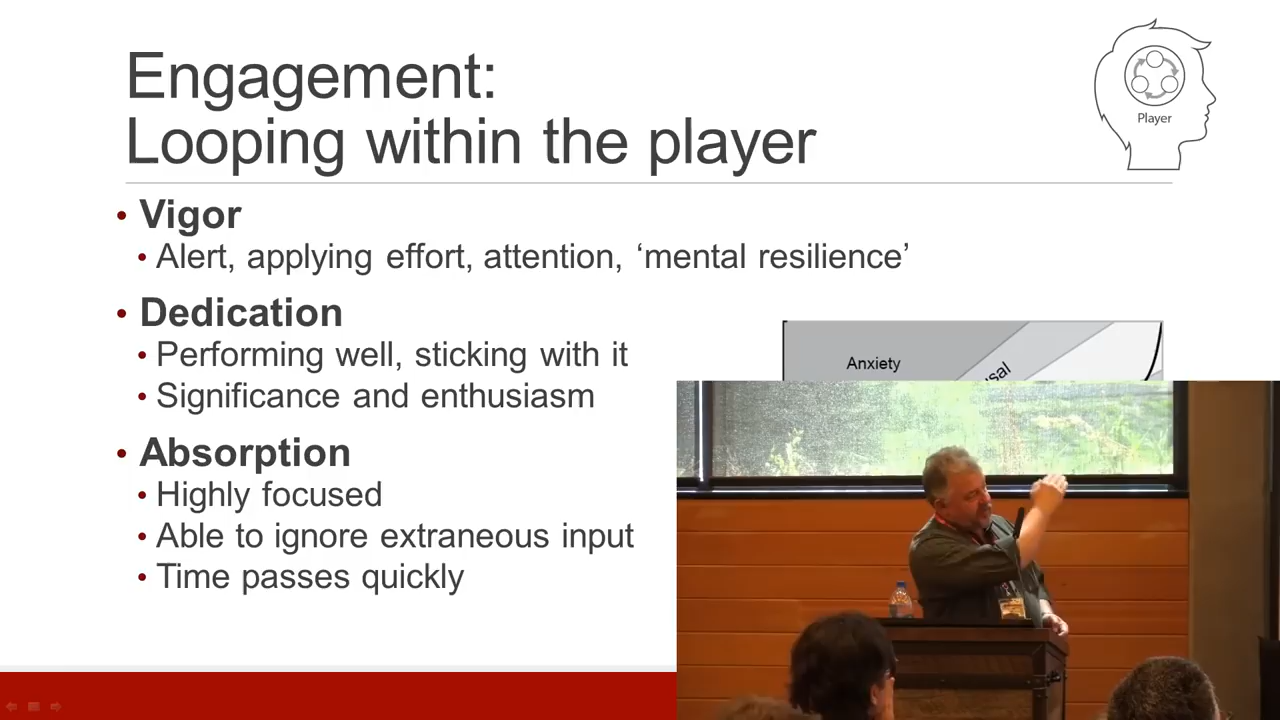 Engagement:
Looping within the player
Player
• Vigor
• Alert, applying effort, attention, ‘mental resilience’
• Dedication
• Performing well, sticking with it
• Significance and enthusiasm
• Absorption
• Highly focused
• Able to ignore extraneous input
• Time passes quickly
Anxiety